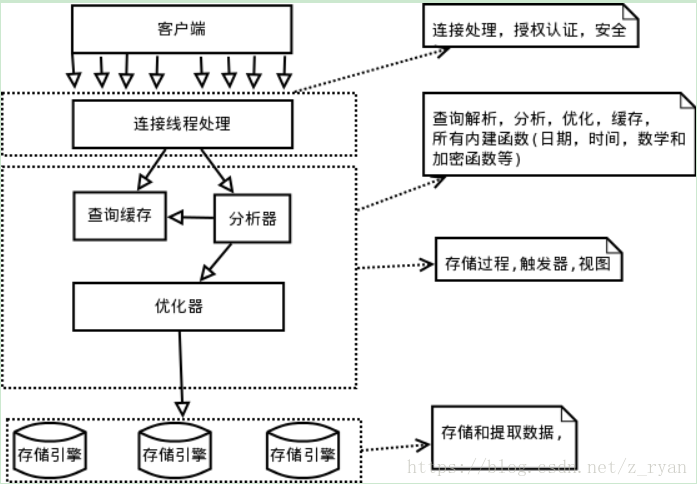 客户端
连接处理，授权认证，安全
连接线程处理
查询解析，分析，优化，缓存，
所有内建函数(日期，时间，数学和
加密函数等)
查询缓存
分析器
存储过程,触发器,视图
优化器
存储和提取数据，
存储引擎
存储引擎
存储引擎
https://blog.csdn.net/z_ryan